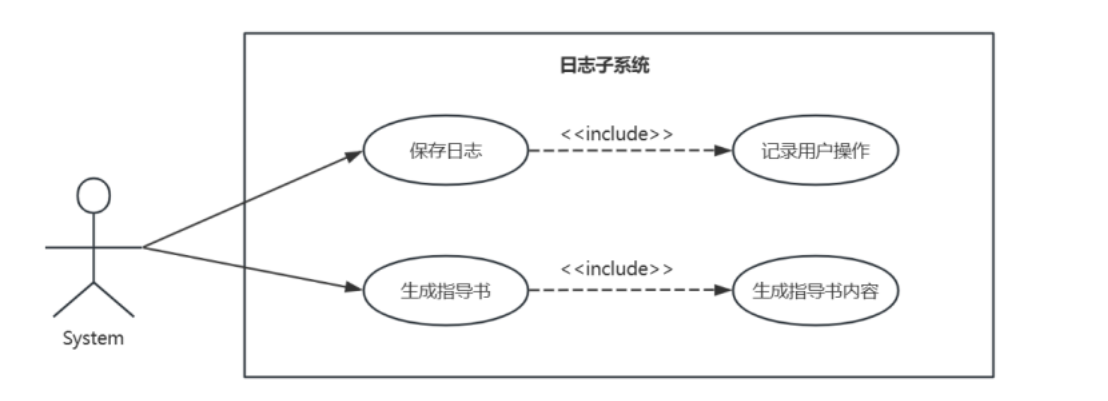 日志子系统
<<include>>
保存日志
记录用户操作
<<include>>
生成指导书
生成指导书内容
System